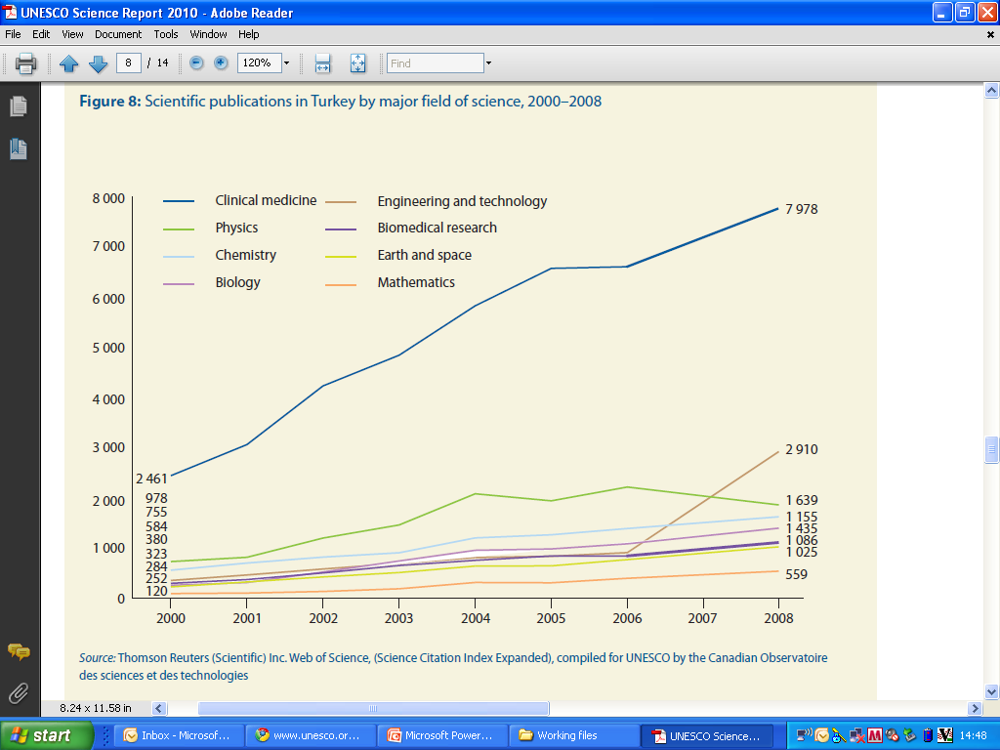 UNESCO Science Report 2010 - Adobe Reader
File Edit View Document Tools Window Help
8 / 14 120% Find
Figure 8: Scientific publications in Turkey by major field of science, 2000–2008
8 000
7 000
6 000
5 000
4 000
3 000
2 000
1 000
0
Clinical medicine
Physics
Chemistry
Biology
Engineering and technology
Biomedical research
Earth and space
Mathematics
2 461
978
755
584
380
323
284
252
120
7 978
2 910
1 639
1 155
1 435
1 086
1 025
559
2000 2001 2002 2003 2004 2005 2006 2007 2008
Source: Thomson Reuters (Scientific) Inc. Web of Science, (Science Citation Index Expanded), compiled for UNESCO by the Canadian Observatoire
des sciences et des technologies
8.24 x 11.58 in
start Inbox - Microsof... www.unesco.or... Microsoft Power... Working files UNESCO Science... 14:48